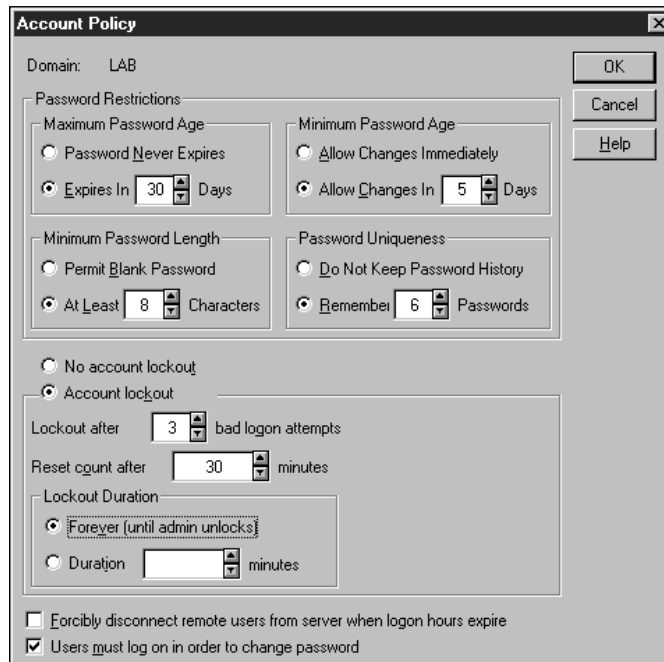 Account Policy
Domain: LAB
OK
Cancel
Help
Password Restrictions
Maximum Password Age
Password Never Expires
Expires In 30 Days
Minimum Password Age
Allow Changes Immediately
Allow Changes In 5 Days
Minimum Password Length
Permit Blank Password
At Least 8 Characters
Password Uniqueness
Do Not Keep Password History
Remember 6 Passwords
No account lockout
Account lockout
Lockout after 3 bad logon attempts
Reset count after 30 minutes
Lockout Duration
Forever (until admin unlocks)
Duration minutes
Forcibly disconnect remote users from server when logon hours expire
Users must log on in order to change password